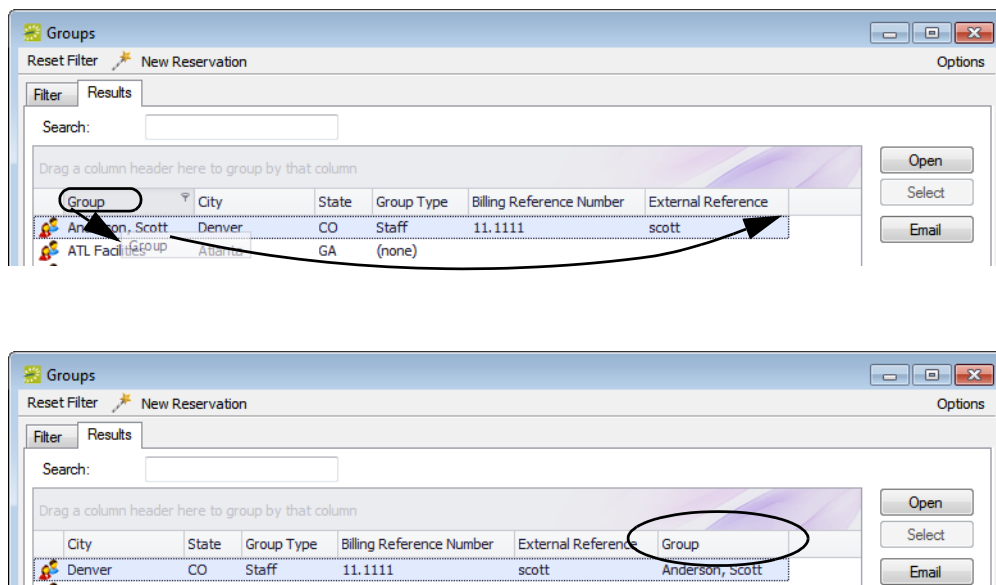 Groups
Reset Filter New Reservation Options
Filter Results
Search:
Drag a column header here to group by that column
Open
Select
Email
Group City State Group Type Billing Reference Number External Reference
Anderson, Scott Denver CO Staff 11.1111 scott
Group
ATL Facilities Atlanta GA (none)
Groups
Reset Filter New Reservation Options
Filter Results
Search:
Drag a column header here to group by that column
Open
Select
Email
City State Group Type Billing Reference Number External Reference Group
Denver CO Staff 11.1111 scott Anderson, Scott